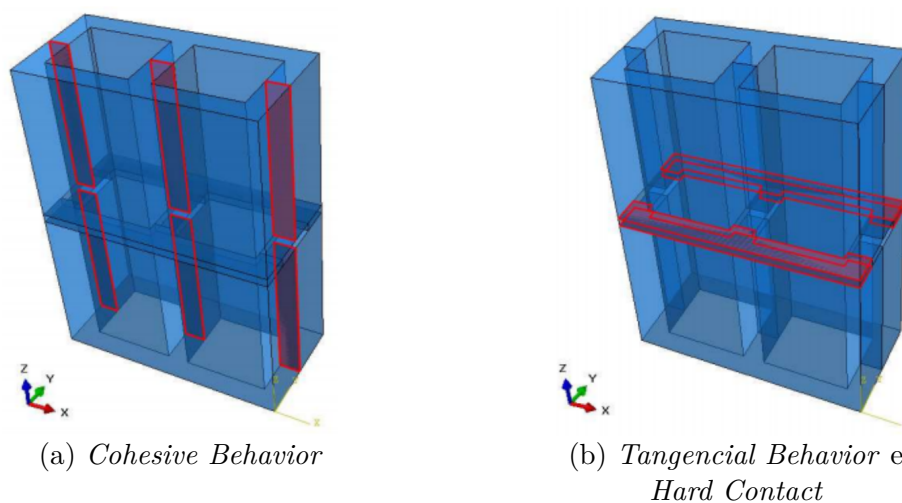 Z
Y
X
Z
Y
X
(a) Cohesive Behavior
(b) Tangencial Behavior e
Hard Contact